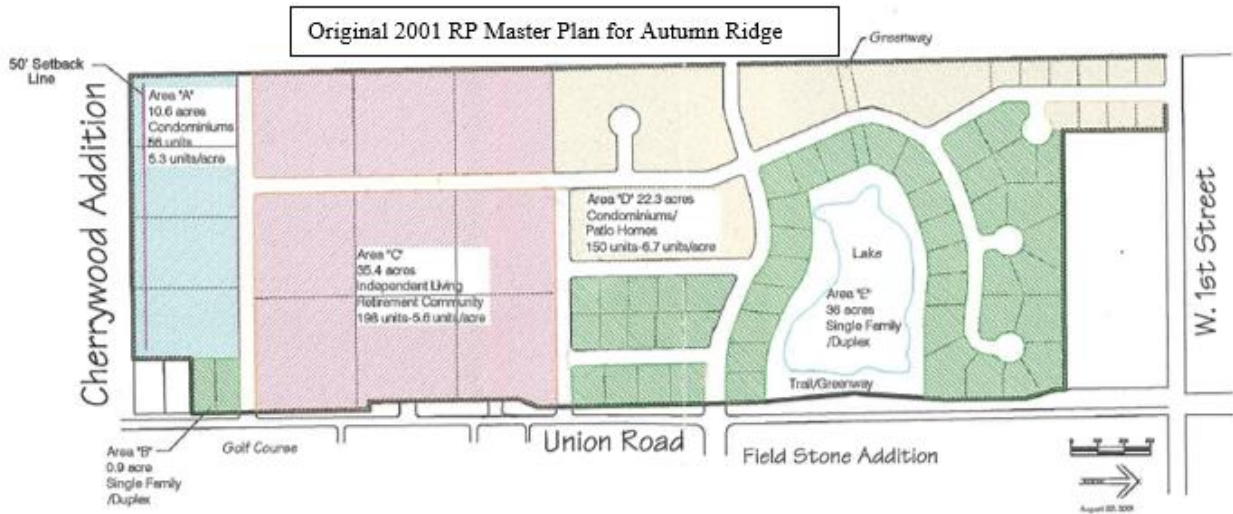 Original 2001 RP Master Plan for Autumn Ridge
Greenway
50' Setback
Line
Area "A"
10.6 acres
Condominiums
56 units
5.3 units/acre
Cherrywood Addition
Area "D" 22.3 acres
Condominiums/
Patio Homes
150 units-6.7 units/acre
Area "C"
35.4 acres
Independent Living
Retirement Community
198 units-5.6 units/acre
Lake
Area "E"
36 acres
Single Family
/Duplex
Trail/Greenway
W. 1st Street
Area "B"
0.9 acre
Single Family
/Duplex
Golf Course
Union Road
Field Stone Addition